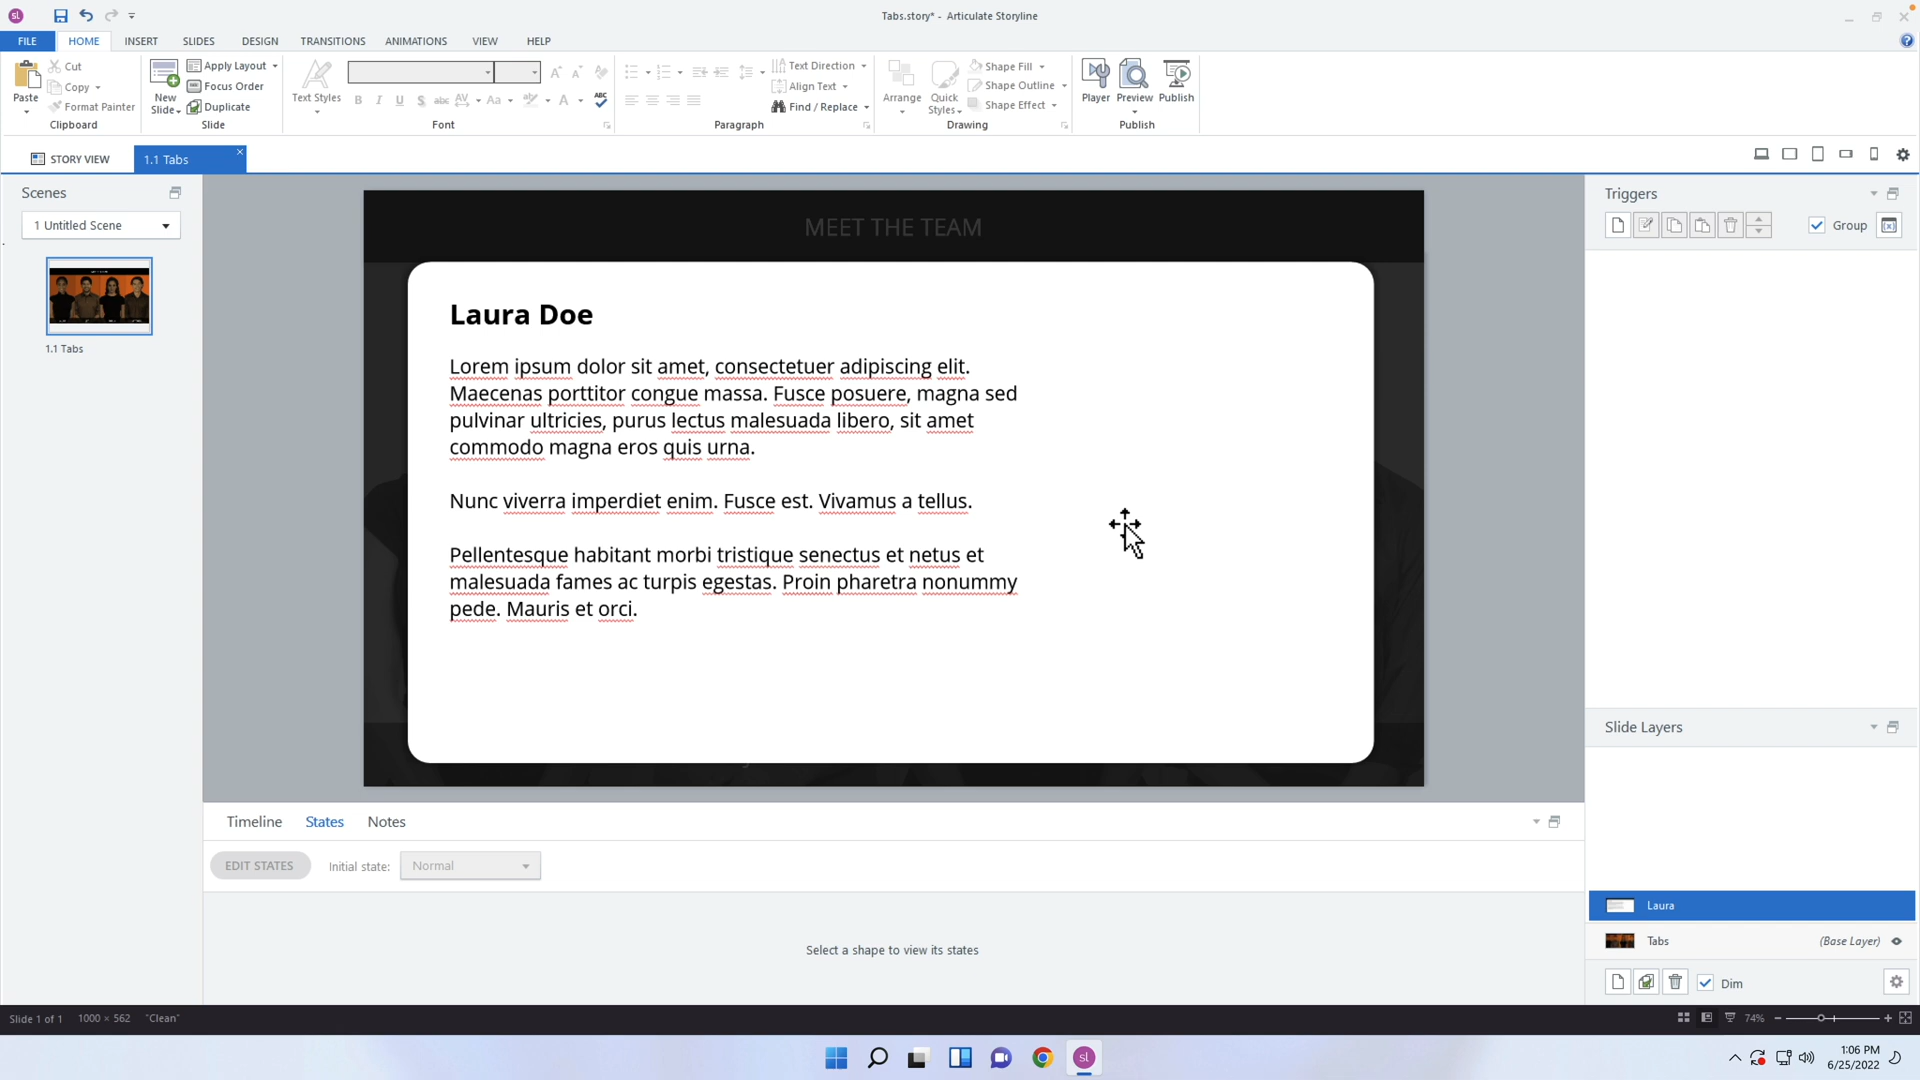 sl
Tabs.story* - Articulate Storyline
FILE HOME INSERT SLIDES DESIGN TRANSITIONS ANIMATIONS VIEW HELP
Paste
Cut
Copy
Format Painter
Clipboard
New Slide
Apply Layout
Focus Order
Duplicate
Slide
Text Styles
B I U S abc AV Aa A ABC
Font
Text Direction
Align Text
Find / Replace
Paragraph
Arrange
Quick Styles
Shape Fill
Shape Outline
Shape Effect
Drawing
Player
Preview
Publish
Publish
STORY VIEW
1.1 Tabs
Scenes
1 Untitled Scene
1.1 Tabs
MEET THE TEAM
Laura Doe
Lorem ipsum dolor sit amet, consectetuer adipiscing elit.
Maecenas porttitor congue massa. Fusce posuere, magna sed
pulvinar ultricies, purus lectus malesuada libero, sit amet
commodo magna eros quis urna.
Nunc viverra imperdiet enim. Fusce est. Vivamus a tellus.
Pellentesque habitant morbi tristique senectus et netus et
malesuada fames ac turpis egestas. Proin pharetra nonummy
pede. Mauris et orci.
Triggers
Group
Slide Layers
Laura
Tabs (Base Layer)
Dim
Timeline States Notes
EDIT STATES Initial state: Normal
Select a shape to view its states
Slide 1 of 1 1000 × 562 "Clean" 74%
sl
1:06 PM
6/25/2022